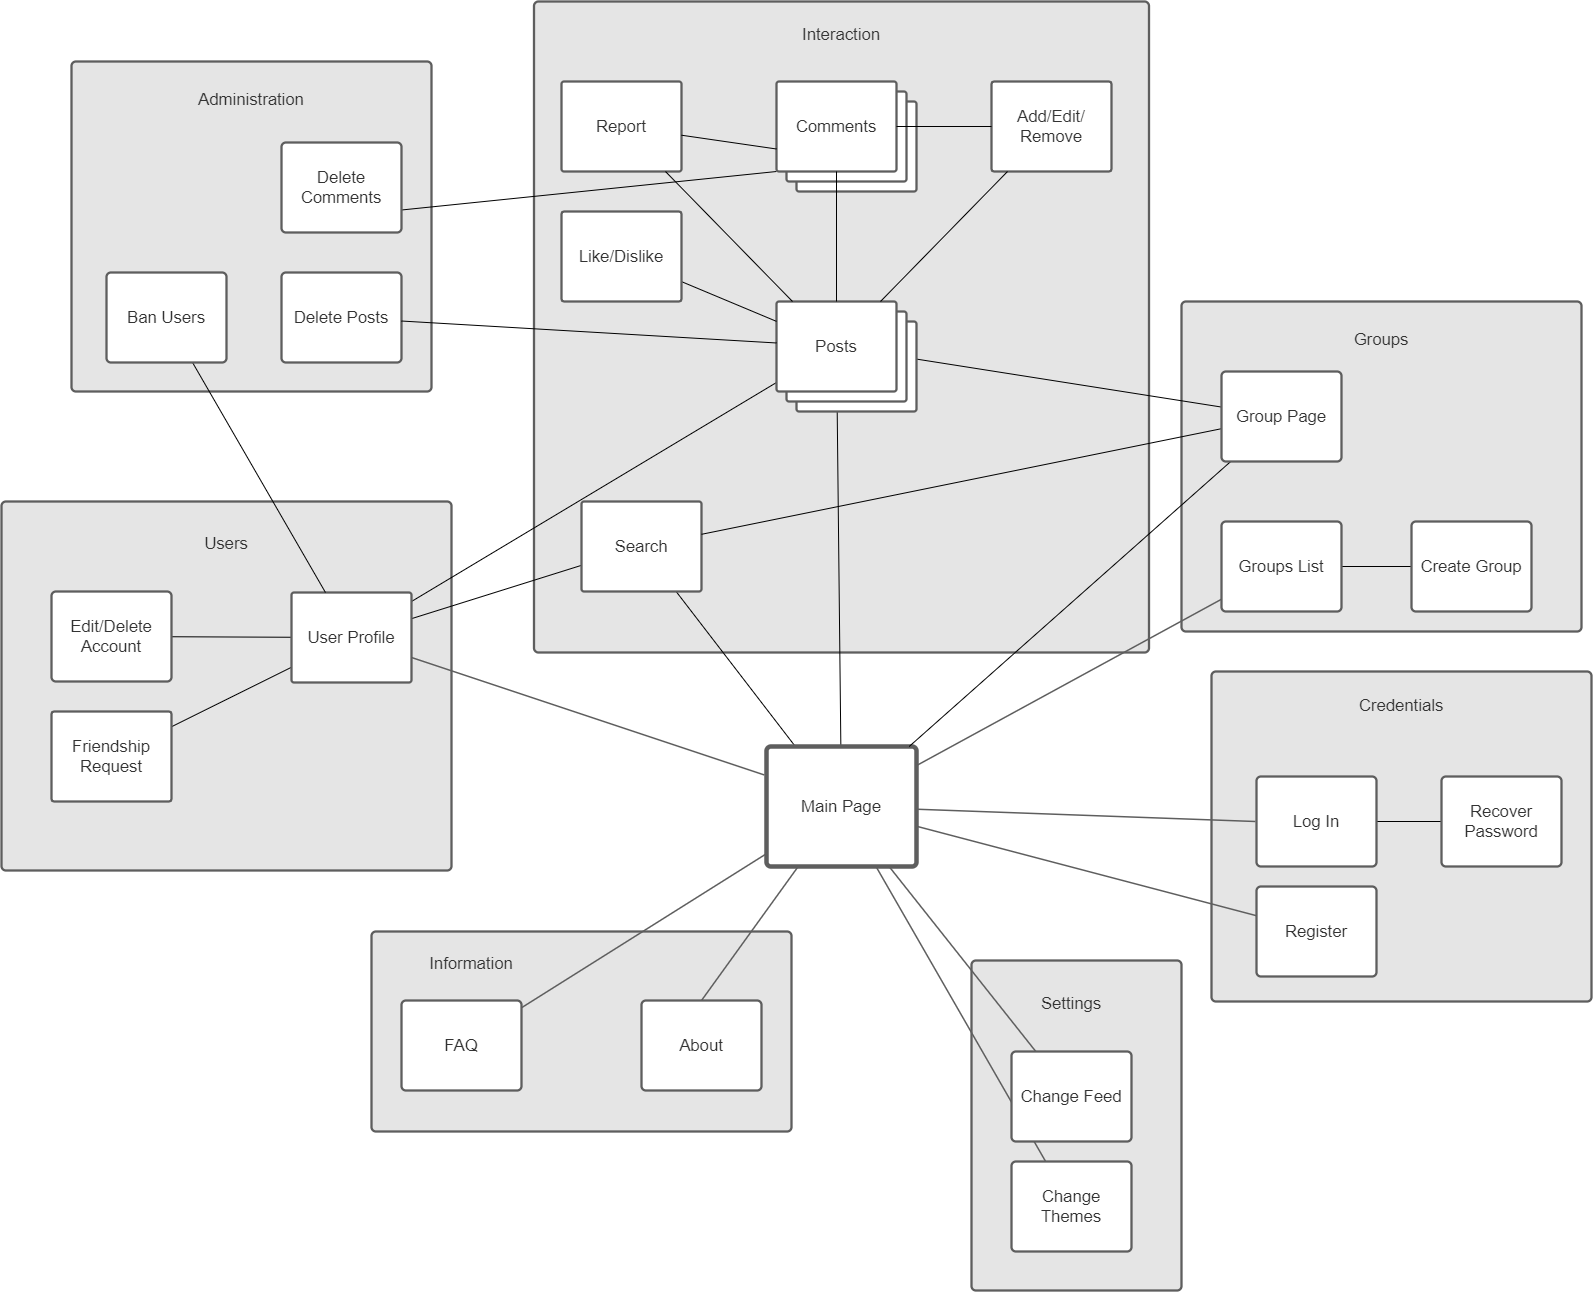 Interaction
Report
Comments
Add/Edit/
Remove
Like/Dislike
Posts
Search
Administration
Delete
Comments
Ban Users
Delete Posts
Groups
Group Page
Groups List
Create Group
Users
Edit/Delete
Account
User Profile
Friendship
Request
Main Page
Credentials
Log In
Recover
Password
Register
Information
FAQ
About
Settings
Change Feed
Change
Themes